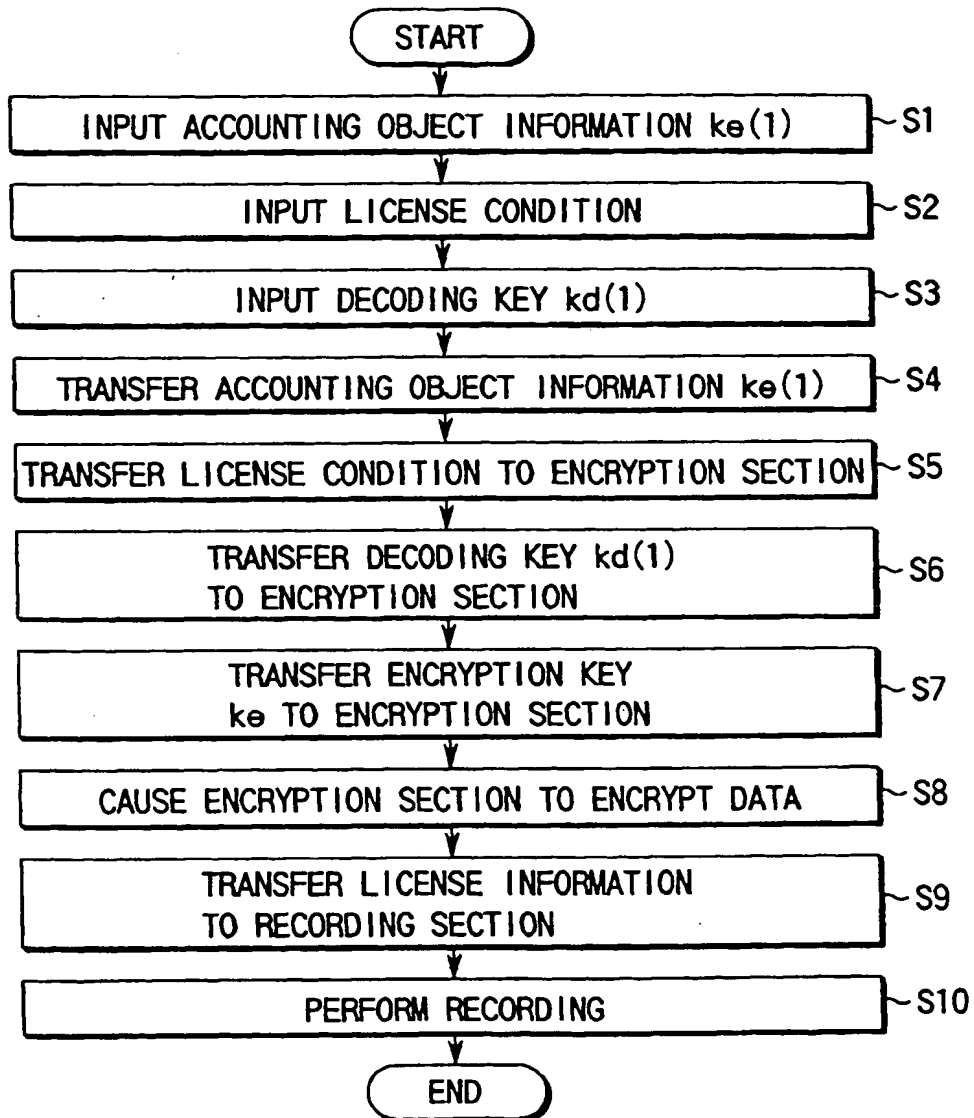 START
INPUT ACCOUNTING OBJECT INFORMATION ke(1)
S1
INPUT LICENSE CONDITION
S2
INPUT DECODING KEY kd(1)
S3
TRANSFER ACCOUNTING OBJECT INFORMATION ke(1)
S4
TRANSFER LICENSE CONDITION TO ENCRYPTION SECTION
S5
TRANSFER DECODING KEY kd(1)
TO ENCRYPTION SECTION
S6
TRANSFER ENCRYPTION KEY
ke TO ENCRYPTION SECTION
S7
CAUSE ENCRYPTION SECTION TO ENCRYPT DATA
S8
TRANSFER LICENSE INFORMATION
TO RECORDING SECTION
S9
PERFORM RECORDING
S10
END